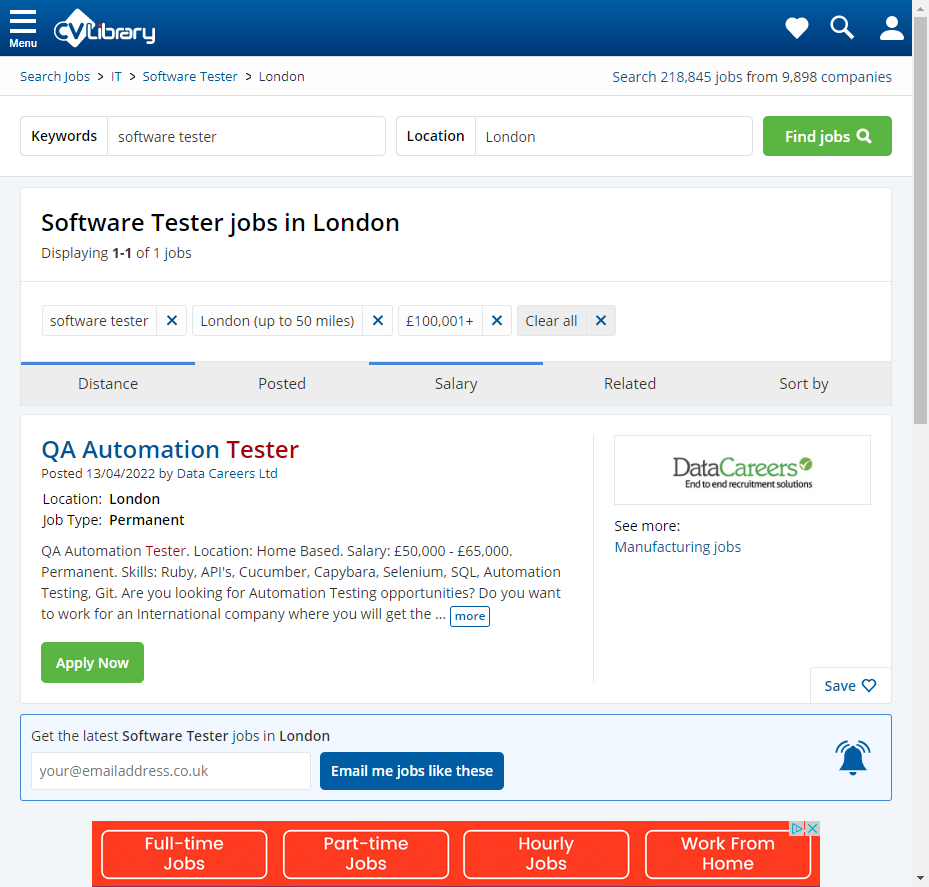 Menu
CVLibrary
Search Jobs > IT > Software Tester > London
Search 218,845 jobs from 9,898 companies
Keywords
software tester
Location
London
Find jobs
Software Tester jobs in London
Displaying 1-1 of 1 jobs
software tester
London (up to 50 miles)
£100,001+
Clear all
Distance
Posted
Salary
Related
Sort by
QA Automation Tester
Posted 13/04/2022 by Data Careers Ltd
Location: London
Job Type: Permanent
QA Automation Tester. Location: Home Based. Salary: £50,000 - £65,000.
Permanent. Skills: Ruby, API's, Cucumber, Capybara, Selenium, SQL, Automation
Testing, Git. Are you looking for Automation Testing opportunities? Do you want
to work for an International company where you will get the ... more
Apply Now
DataCareers
End to end recruitment solutions
See more:
Manufacturing jobs
Save
Get the latest Software Tester jobs in London
your@emailaddress.co.uk
Email me jobs like these
Full-time
Jobs
Part-time
Jobs
Hourly
Jobs
Work From
Home